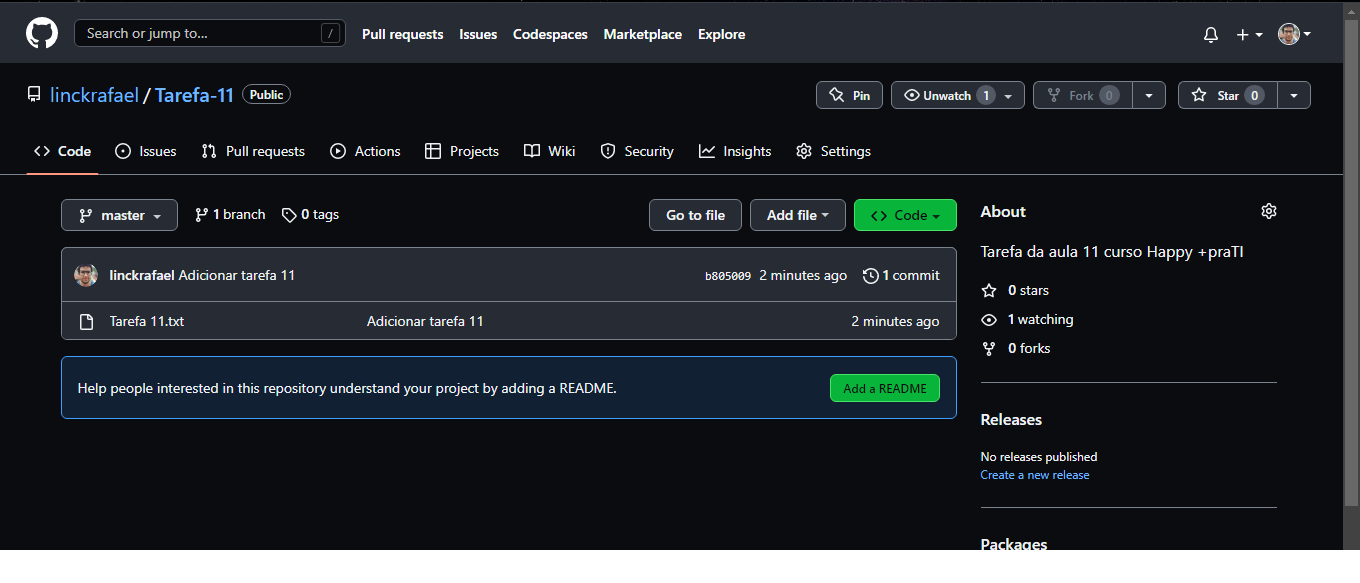 Search or jump to... / Pull requests Issues Codespaces Marketplace Explore
linckrafael / Tarefa-11 Public Pin Unwatch 1 Fork 0 Star 0
Code Issues Pull requests Actions Projects Wiki Security Insights Settings
master 1 branch 0 tags Go to file Add file Code
linckrafael Adicionar tarefa 11 b805009 2 minutes ago 1 commit
Tarefa 11.txt Adicionar tarefa 11 2 minutes ago
Help people interested in this repository understand your project by adding a README. Add a README
About
Tarefa da aula 11 curso Happy +praTI
0 stars
1 watching
0 forks
Releases
No releases published
Create a new release
Packages